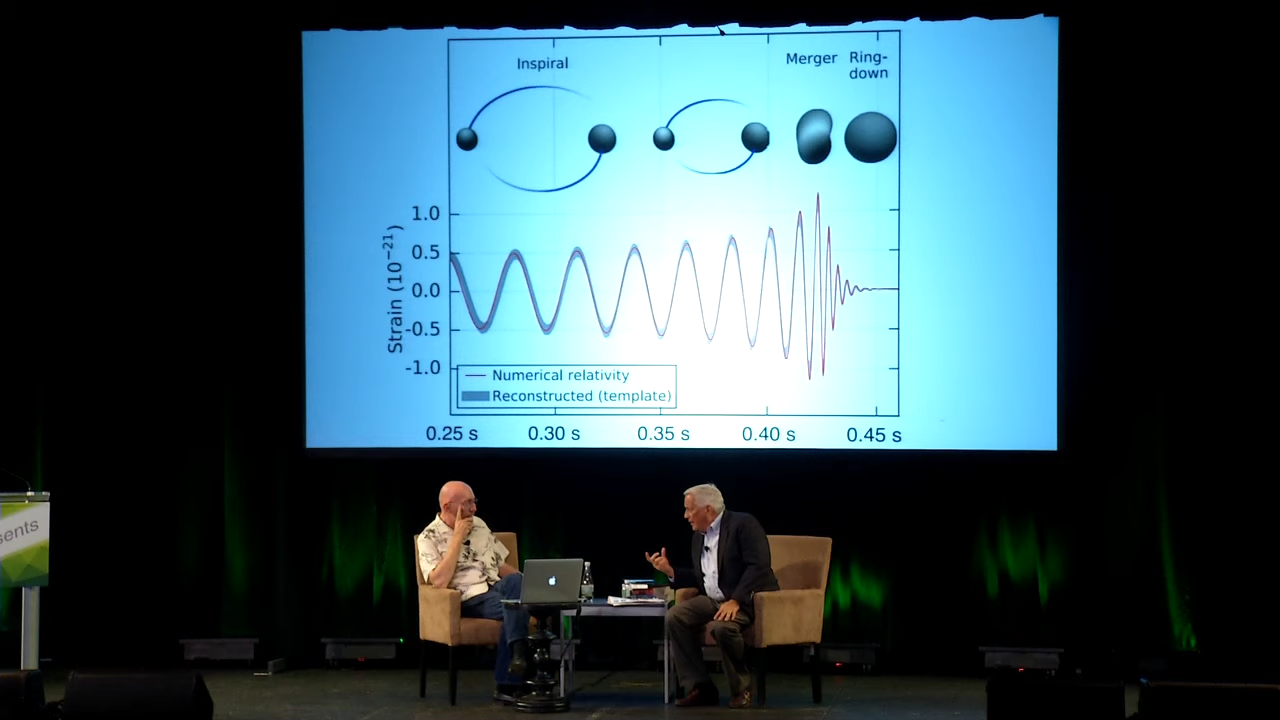 Inspiral
Merger
Ring-
down
Strain (10⁻²¹)
1.0
0.5
0.0
-0.5
-1.0
Numerical relativity
Reconstructed (template)
0.25 s 0.30 s 0.35 s 0.40 s 0.45 s
sents